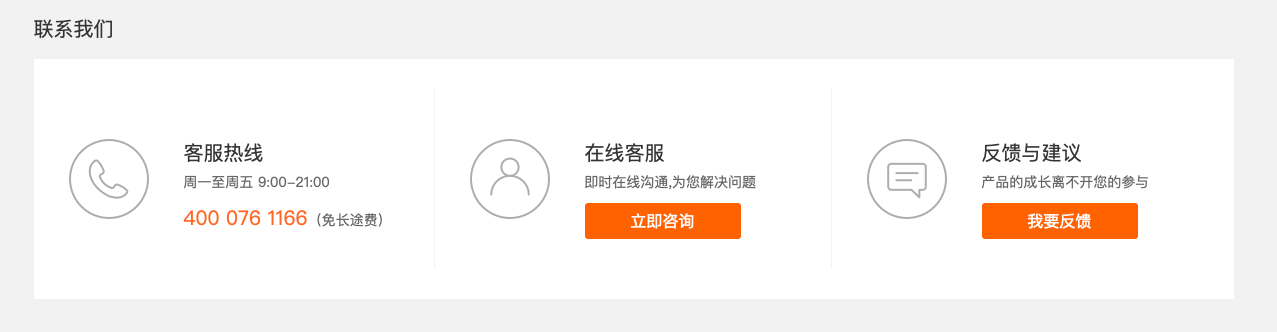 联系我们
客服热线
周一至周五 9:00-21:00
400 076 1166 (免长途费)
在线客服
即时在线沟通,为您解决问题
立即咨询
反馈与建议
产品的成长离不开您的参与
我要反馈